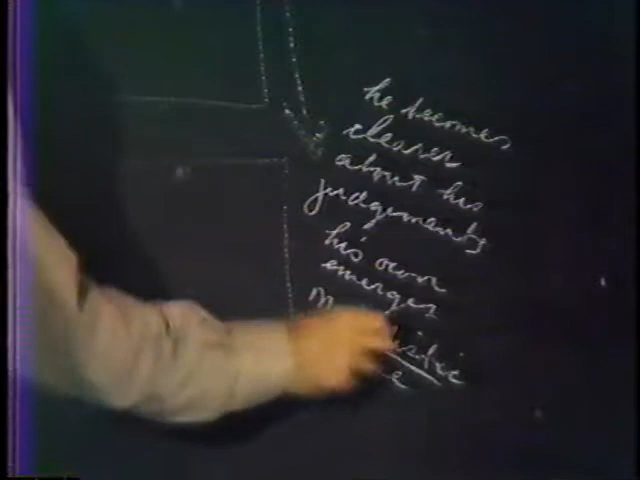 he becomes
clearer
about his
judgements
his own
emerges